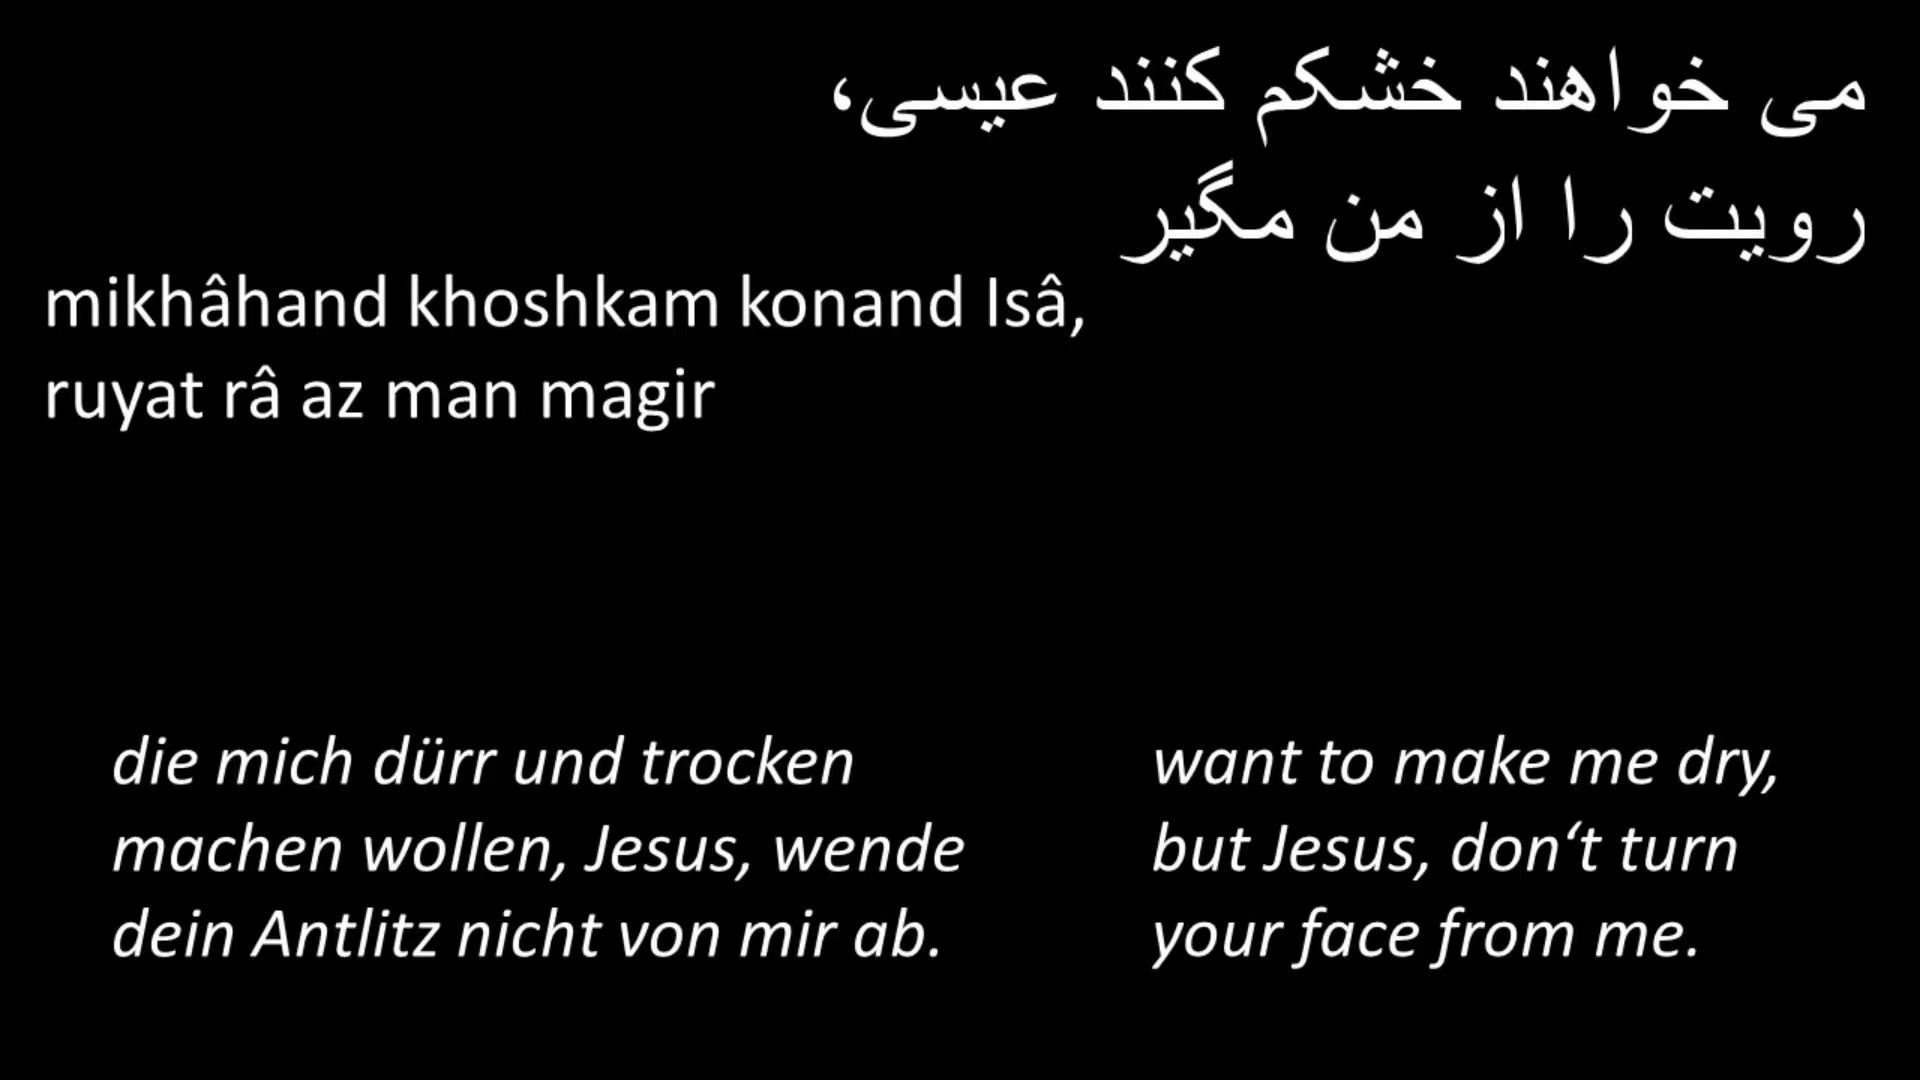 می خواهند خشکم کنند عیسی،
رویت را از من مگیر
mikhâhand khoshkam konand Isâ,
ruyat râ az man magir
die mich dürr und trocken
machen wollen, Jesus, wende
dein Antlitz nicht von mir ab.
want to make me dry,
but Jesus, don‘t turn
your face from me.